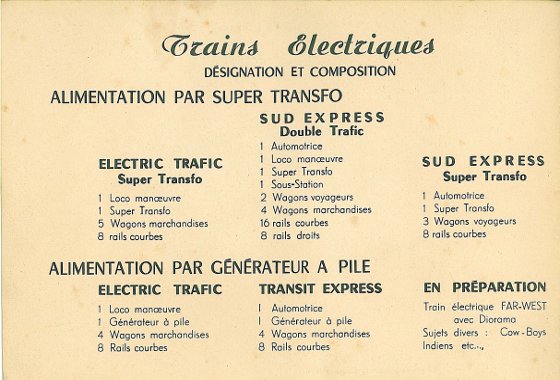 Trains Electriques
DÉSIGNATION ET COMPOSITION
ALIMENTATION PAR SUPER TRANSFO
ELECTRIC TRAFIC
Super Transfo
1 Loco manœuvre
1 Super Transfo
5 Wagons marchandises
8 rails courbes
SUD EXPRESS
Double Trafic
1 Automotrice
1 Loco manœuvre
1 Super Transfo
1 Sous-Station
2 Wagons voyageurs
4 Wagons marchandises
16 rails courbes
8 rails droits
SUD EXPRESS
Super Transfo
1 Automotrice
1 Super Transfo
3 Wagons voyageurs
8 rails courbes
ALIMENTATION PAR GÉNÉRATEUR A PILE
ELECTRIC TRAFIC
1 Loco manœuvre
1 Générateur à pile
4 Wagons marchandises
8 Rails courbes
TRANSIT EXPRESS
1 Automotrice
1 Générateur à pile
4 Wagons marchandises
8 Rails courbes
EN PRÉPARATION
Train électrique FAR-WEST
avec Diorama
Sujets divers : Cow-Boys
Indiens etc...,